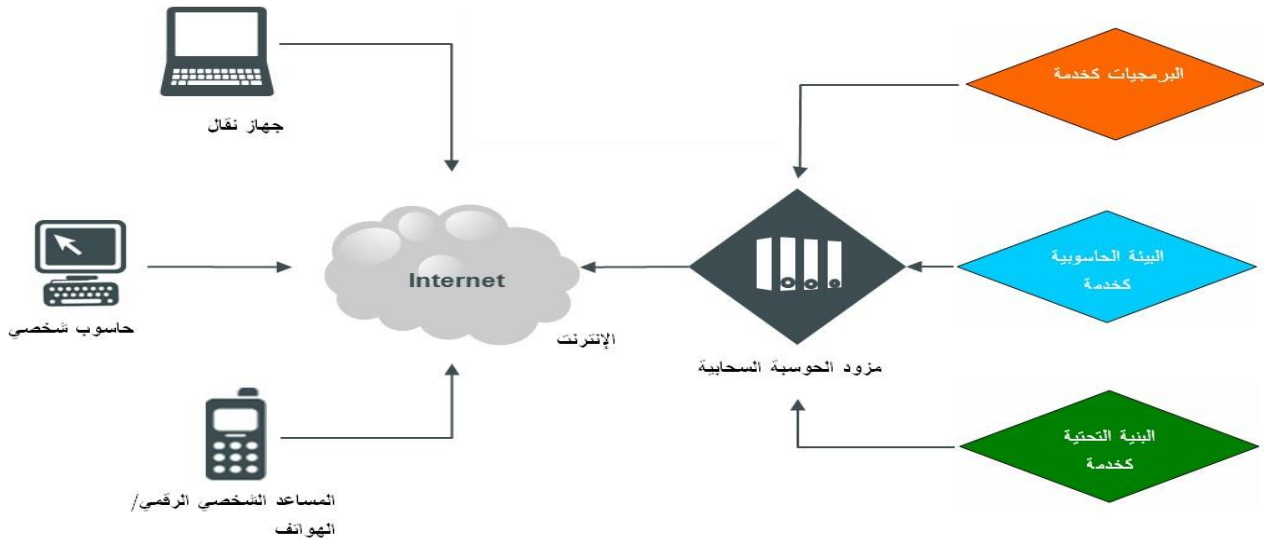 جهاز نقال
البرمجيات كخدمة
Internet
الإنترنت
البيئة الحاسوبية
كخدمة
حاسوب شخصي
مزود الحوسبة السحابية
البنية التحتية
كخدمة
المساعد الشخصي الرقمي/
الهواتف